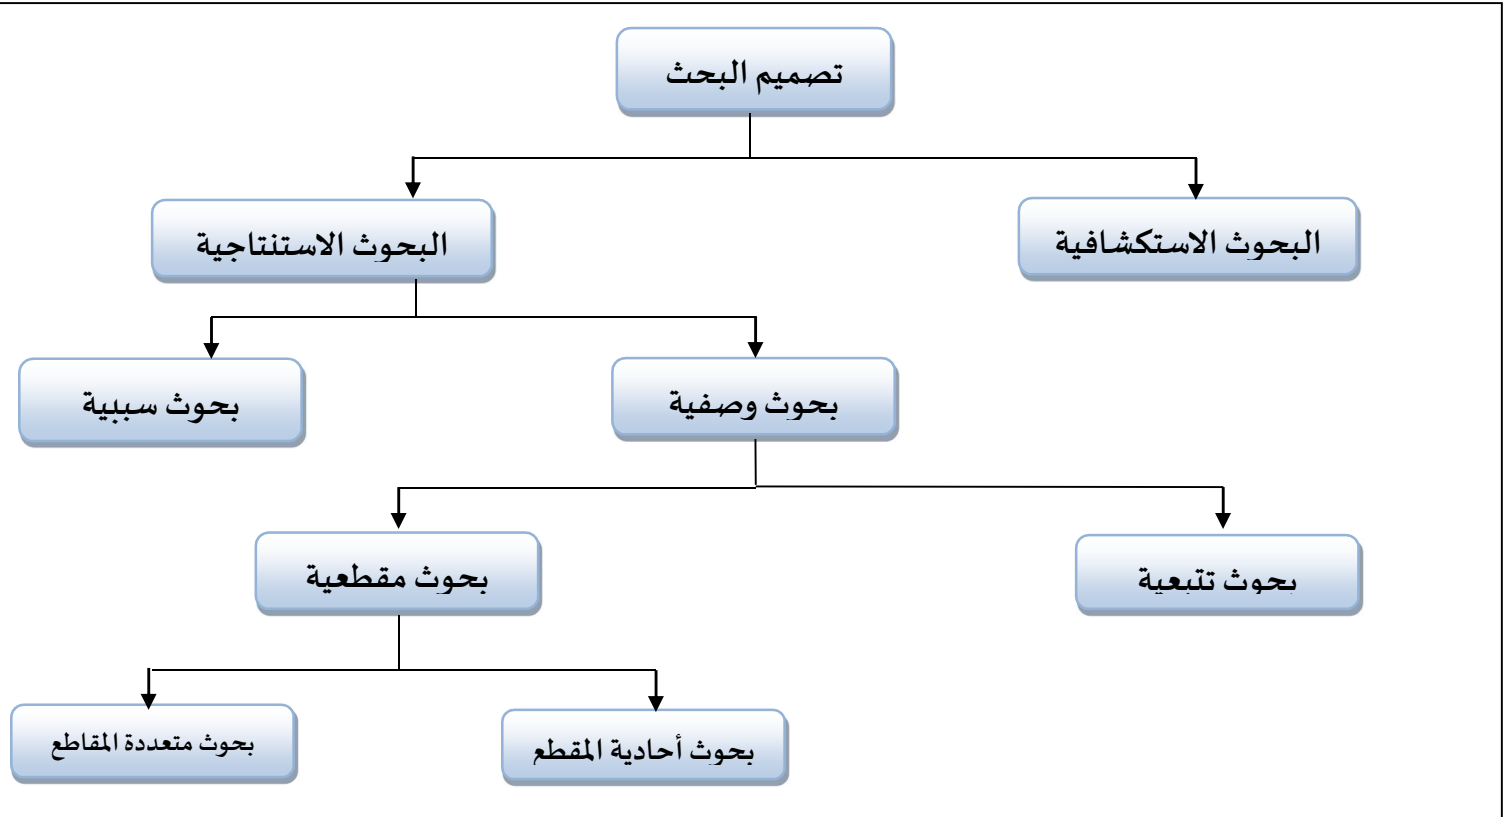 تصميم البحث
البحوث الاستكشافية
البحوث الاستنتاجية
بحوث وصفية
بحوث سببية
بحوث تتبعية
بحوث مقطعية
بحوث أحادية المقطع
بحوث متعددة المقاطع